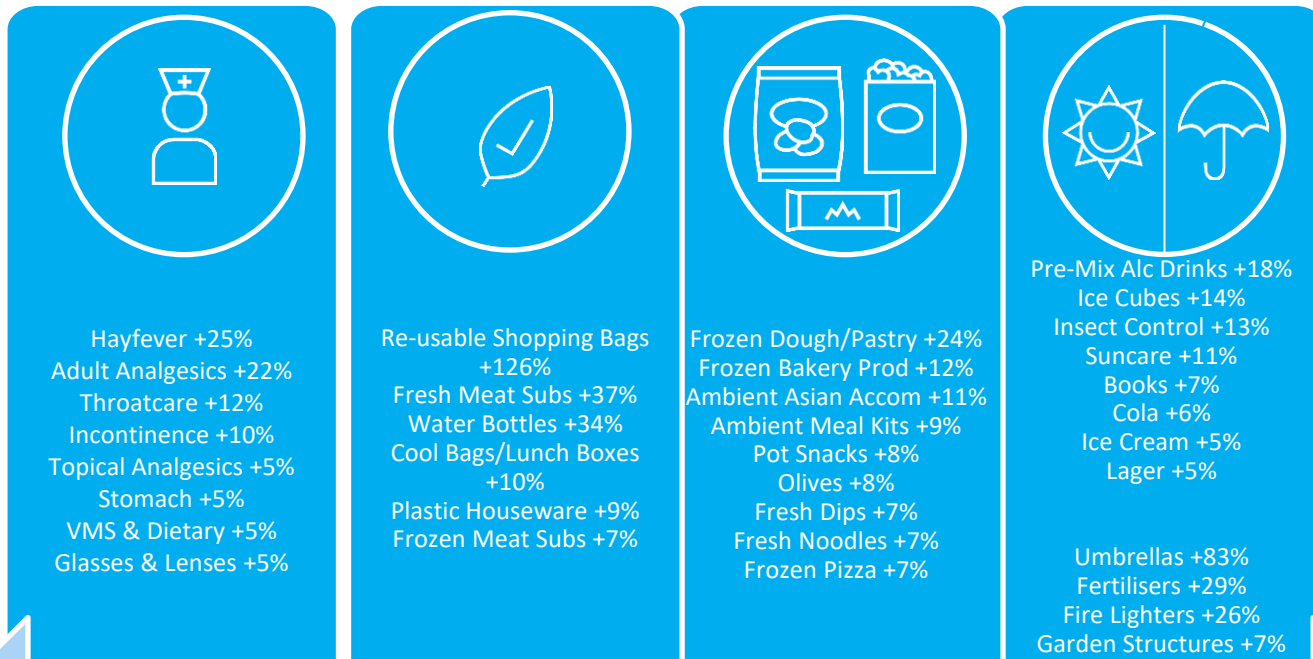 Hayfever +25%
Adult Analgesics +22%
Throatcare +12%
Incontinence +10%
Topical Analgesics +5%
Stomach +5%
VMS & Dietary +5%
Glasses & Lenses +5%
Re-usable Shopping Bags
+126%
Fresh Meat Subs +37%
Water Bottles +34%
Cool Bags/Lunch Boxes
+10%
Plastic Houseware +9%
Frozen Meat Subs +7%
Frozen Dough/Pastry +24%
Frozen Bakery Prod +12%
Ambient Asian Accom +11%
Ambient Meal Kits +9%
Pot Snacks +8%
Olives +8%
Fresh Dips +7%
Fresh Noodles +7%
Frozen Pizza +7%
Pre-Mix Alc Drinks +18%
Ice Cubes +14%
Insect Control +13%
Suncare +11%
Books +7%
Cola +6%
Ice Cream +5%
Lager +5%
Umbrellas +83%
Fertilisers +29%
Fire Lighters +26%
Garden Structures +7%